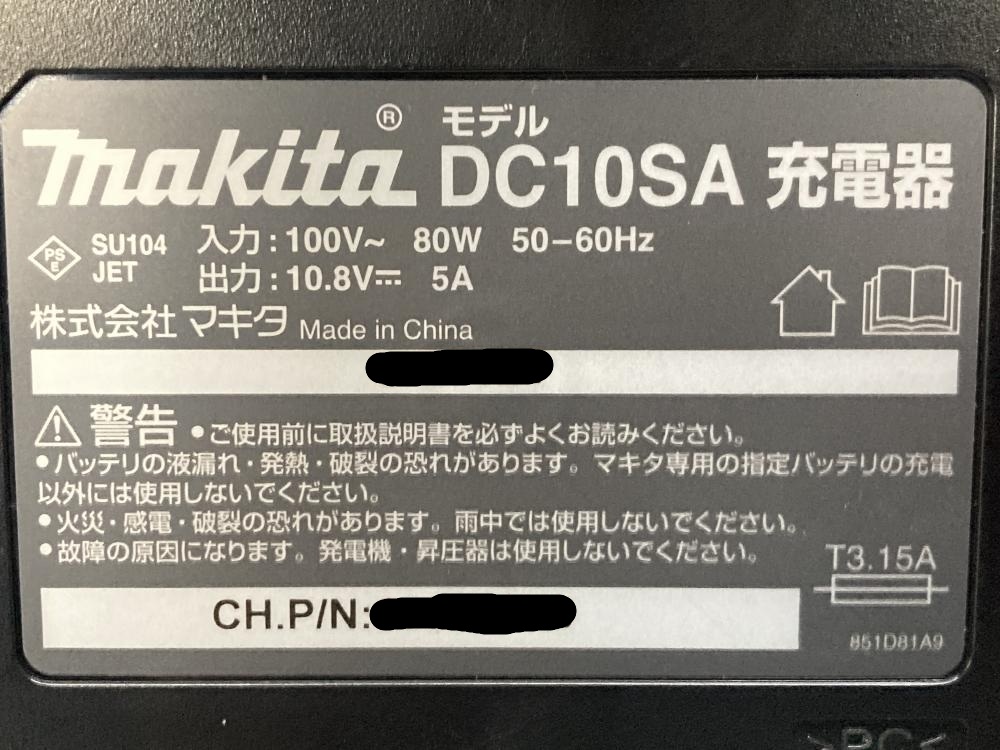 makita® モデル
DC10SA 充電器
PS
E
SU104
JET
入力:100V~ 80W 50–60Hz
出力:10.8V⎓ 5A
株式会社マキタ Made in China
警告 •ご使用前に取扱説明書を必ずよくお読みください。
•バッテリの液漏れ・発熱・破裂の恐れがあります。マキタ専用の指定バッテリの充電
以外には使用しないでください。
•火災・感電・破裂の恐れがあります。雨中では使用しないでください。
•故障の原因になります。発電機・昇圧器は使用しないでください。
T3.15A
CH.P/N:
851D81A9
>PC<